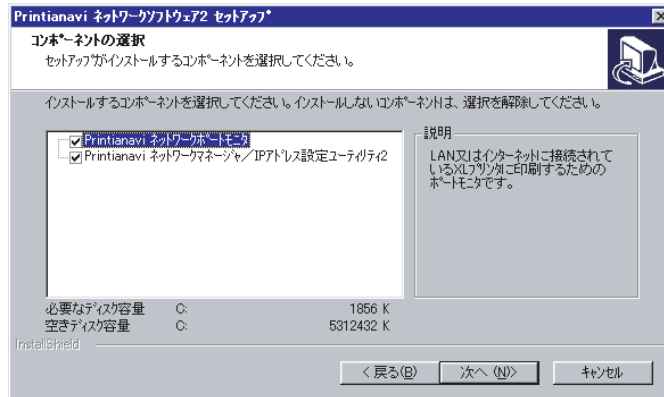 Printianavi ﾈｯﾄﾜｰｸｿﾌﾄｳｪｱ2 ｾｯﾄｱｯﾌﾟ
ｺﾝﾎﾟｰﾈﾝﾄの選択
ｾｯﾄｱｯﾌﾟがｲﾝｽﾄｰﾙするｺﾝﾎﾟｰﾈﾝﾄを選択してください。
ｲﾝｽﾄｰﾙするｺﾝﾎﾟｰﾈﾝﾄを選択してください。ｲﾝｽﾄｰﾙしないｺﾝﾎﾟｰﾈﾝﾄは、選択を解除してください。
Printianavi ﾈｯﾄﾜｰｸﾎﾟｰﾄﾓﾆﾀ
Printianavi ﾈｯﾄﾜｰｸﾏﾈｰｼﾞｬ／IPｱﾄﾞﾚｽ設定ﾕｰﾃｨﾘﾃｨ2
説明
LAN又はｲﾝﾀｰﾈｯﾄに接続されて
いるXLﾌﾟﾘﾝﾀに印刷するための
ﾎﾟｰﾄﾓﾆﾀです。
必要なﾃﾞｨｽｸ容量 C: 1856 K
空きﾃﾞｨｽｸ容量 C: 5312432 K
InstallShield
< 戻る(B) 次へ (N)> ｷｬﾝｾﾙ